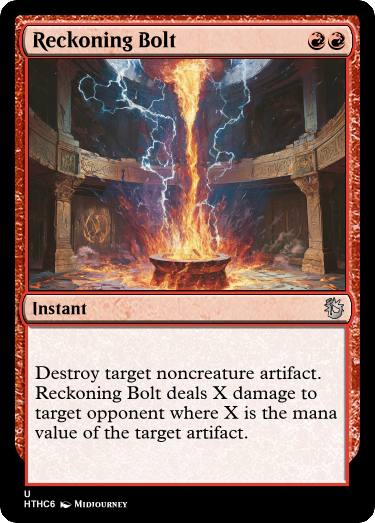 Reckoning Bolt
Instant
Destroy target noncreature artifact.
Reckoning Bolt deals X damage to
target opponent where X is the mana
value of the target artifact.
U
HTHC6 Midjourney